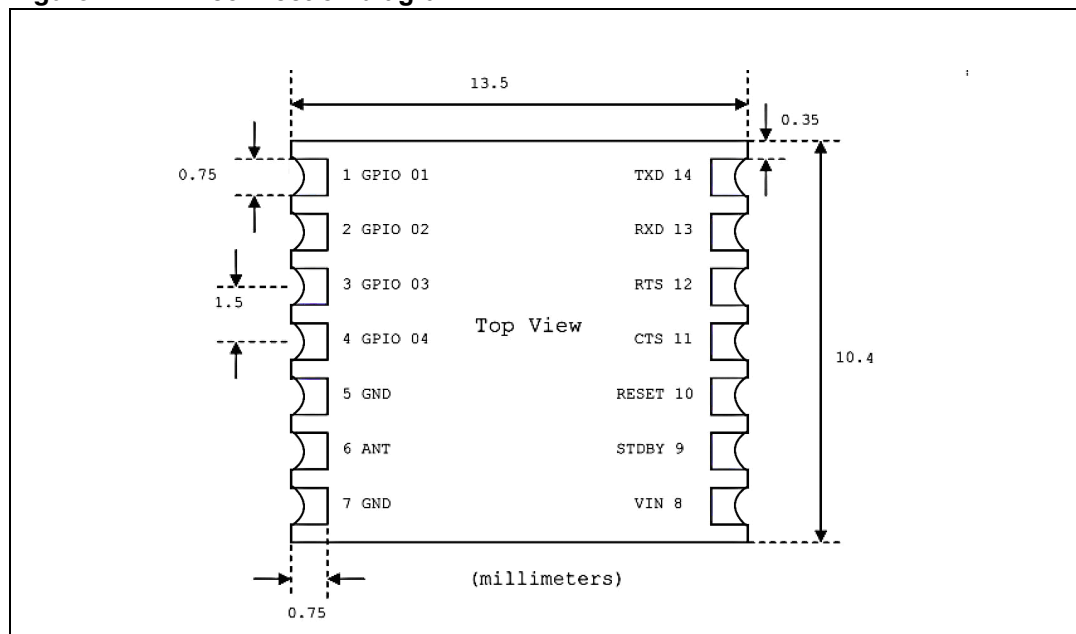 13.5
0.35
0.75
1 GPIO 01
TXD 14
2 GPIO 02
RXD 13
3 GPIO 03
RTS 12
1.5
Top View
4 GPIO 04
CTS 11
10.4
5 GND
RESET 10
6 ANT
STDBY 9
7 GND
VIN 8
(millimeters)
0.75